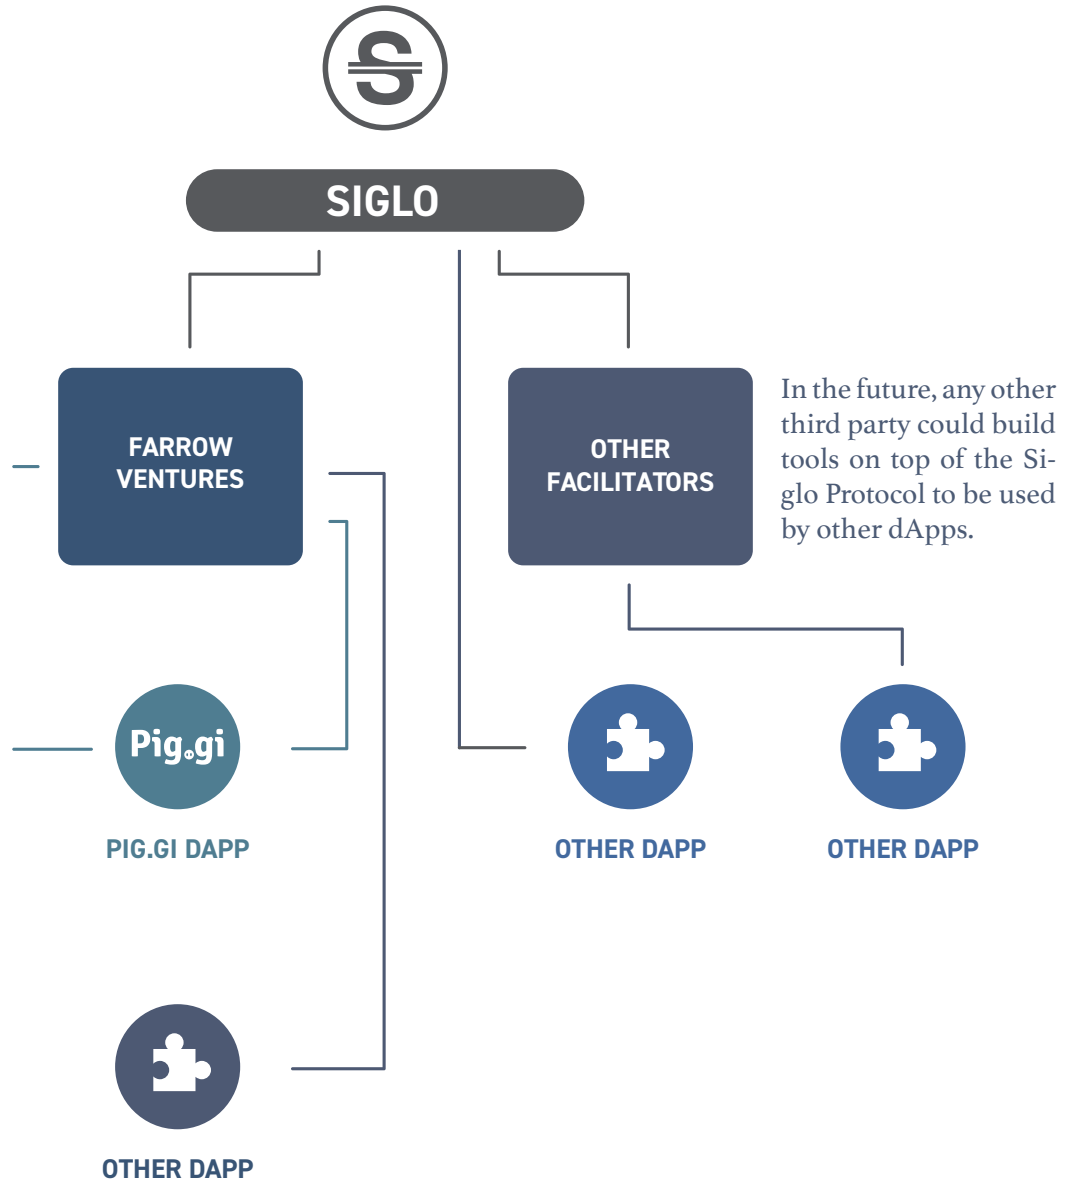 SIGLO
FARROW
VENTURES
OTHER
FACILITATORS
In the future, any other
third party could build
tools on top of the Si-
glo Protocol to be used
by other dApps.
Pig.gi
PIG.GI DAPP
OTHER DAPP
OTHER DAPP
OTHER DAPP